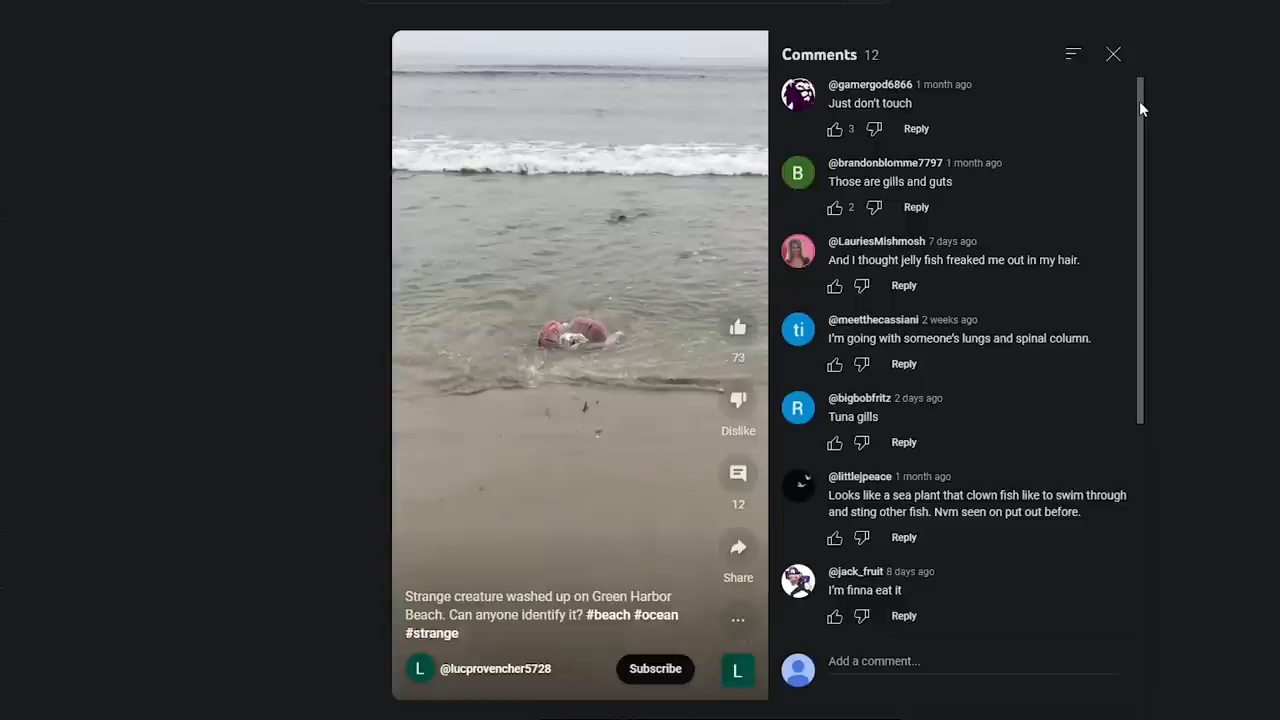 Comments 12
@gamergod6866 1 month ago
Just don't touch
3 Reply
@brandonblomme7797 1 month ago
B
Those are gills and guts
2 Reply
@LauriesMishmosh 7 days ago
And I thought jelly fish freaked me out in my hair.
Reply
@meetthecassiani 2 weeks ago
ti
I'm going with someone's lungs and spinal column.
Reply
@bigbobfritz 2 days ago
R
Tuna gills
Reply
@littlejpeace 1 month ago
Looks like a sea plant that clown fish like to swim through
and sting other fish. Nvm seen on put out before.
Reply
@jack_fruit 8 days ago
I'm finna eat it
Reply
Add a comment...
73
Dislike
12
Share
Strange creature washed up on Green Harbor
Beach. Can anyone identify it? #beach #ocean
#strange
L @lucprovencher5728 Subscribe L